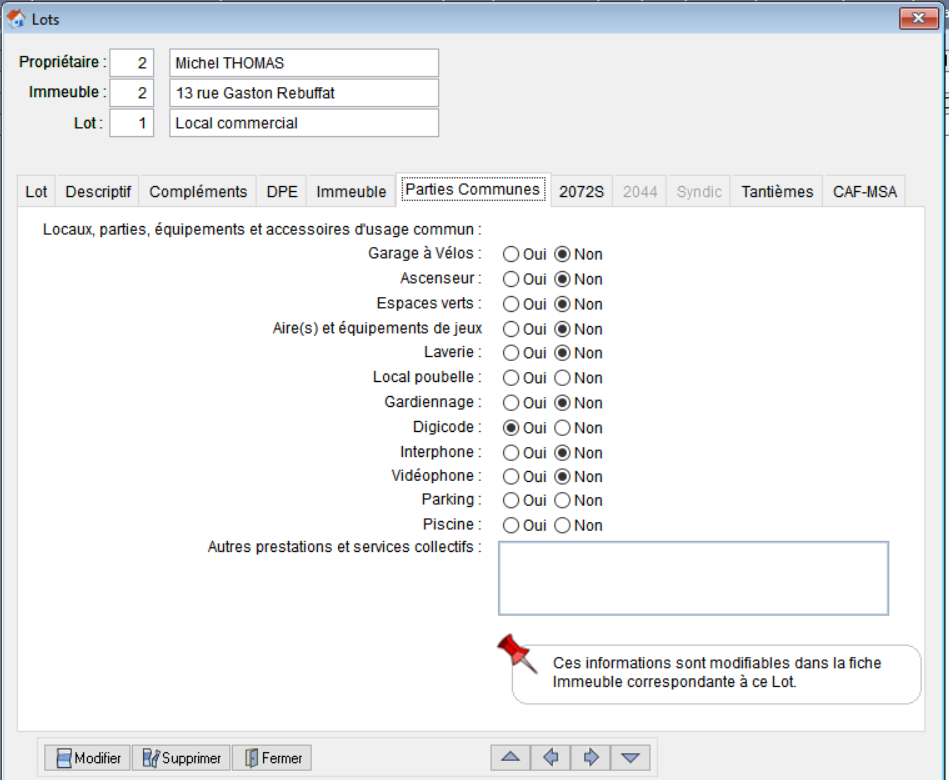 Lots
Propriétaire : 2 Michel THOMAS
Immeuble : 2 13 rue Gaston Rebuffat
Lot : 1 Local commercial
Lot Descriptif Compléments DPE Immeuble Parties Communes 2072S 2044 Syndic Tantièmes CAF-MSA
Locaux, parties, équipements et accessoires d'usage commun :
Garage à Vélos : Oui Non
Ascenseur : Oui Non
Espaces verts : Oui Non
Aire(s) et équipements de jeux Oui Non
Laverie : Oui Non
Local poubelle : Oui Non
Gardiennage : Oui Non
Digicode : Oui Non
Interphone : Oui Non
Vidéophone : Oui Non
Parking : Oui Non
Piscine : Oui Non
Autres prestations et services collectifs :
Ces informations sont modifiables dans la fiche
Immeuble correspondante à ce Lot.
Modifier Supprimer Fermer